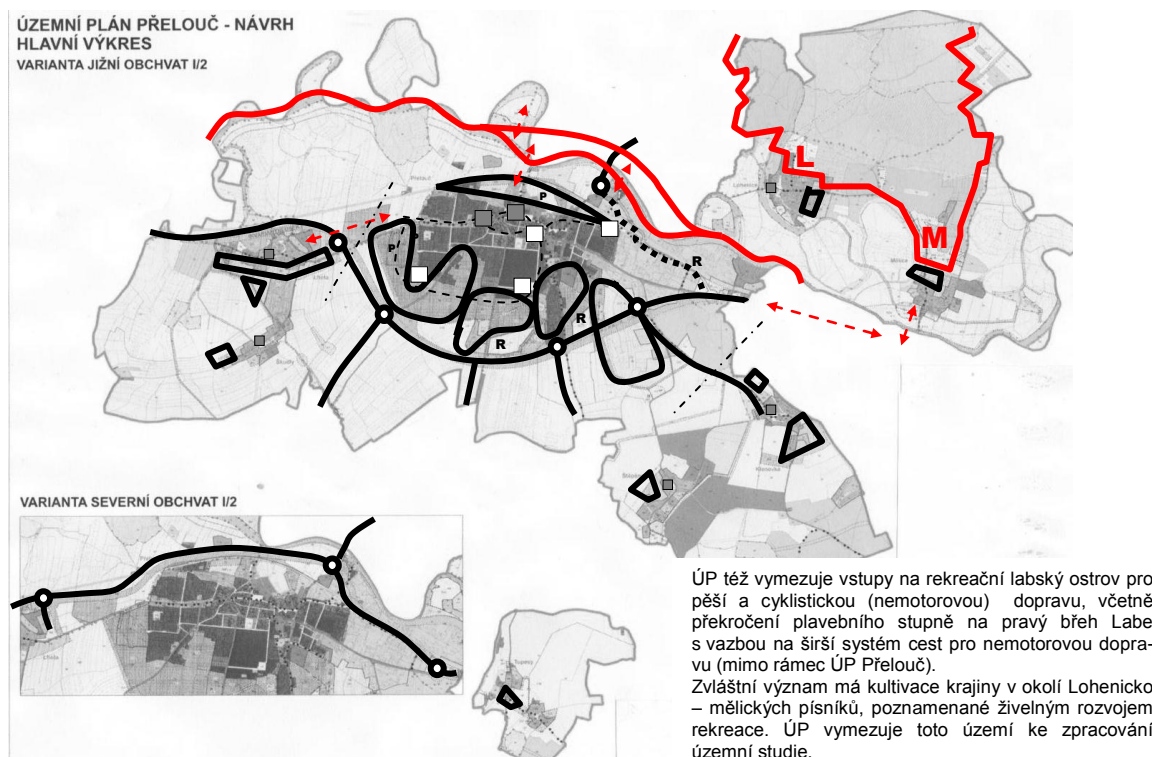 ÚZEMNÍ PLÁN PŘELOUČ - NÁVRH
HLAVNÍ VÝKRES
VARIANTA JIŽNÍ OBCHVAT I/2
L
M
P
P
R
R
R
VARIANTA SEVERNÍ OBCHVAT I/2
ÚP též vymezuje vstupy na rekreační labský ostrov pro
pěší a cyklistickou (nemotorovou) dopravu, včetně
překročení plavebního stupně na pravý břeh Labe
s vazbou na širší systém cest pro nemotorovou dopra-
vu (mimo rámec ÚP Přelouč).
Zvláštní význam má kultivace krajiny v okolí Lohenicko
– mělických písníků, poznamenané živelným rozvojem
rekreace. ÚP vymezuje toto území ke zpracování
územní studie.